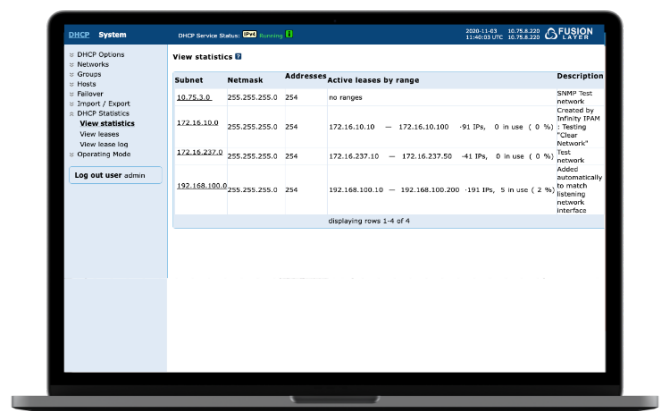 DHCP System
DHCP Service Status: IPv4 Running
2020-11-03 10.75.8.220
11:40:03 UTC 10.75.8.220
FUSION
LAYER
DHCP Options
Networks
Groups
Hosts
Failover
Import / Export
DHCP Statistics
View statistics
View leases
View lease log
Operating Mode
Log out user admin
View statistics ?
Subnet Netmask Addresses Active leases by range Description
10.75.3.0 255.255.255.0 254 no ranges SNMP Test
network
172.16.10.0 255.255.255.0 254 172.16.10.10 — 172.16.10.100 -91 IPs, 0 in use ( 0 %) Created by
Infinity IPAM
: Testing
"Clear
Network"
172.16.237.0 255.255.255.0 254 172.16.237.10 — 172.16.237.50 -41 IPs, 0 in use ( 0 %) Test
network
192.168.100.0 255.255.255.0 254 192.168.100.10 — 192.168.100.200 -191 IPs, 5 in use ( 2 %) Added
automatically
to match
listening
network
interface
displaying rows 1-4 of 4